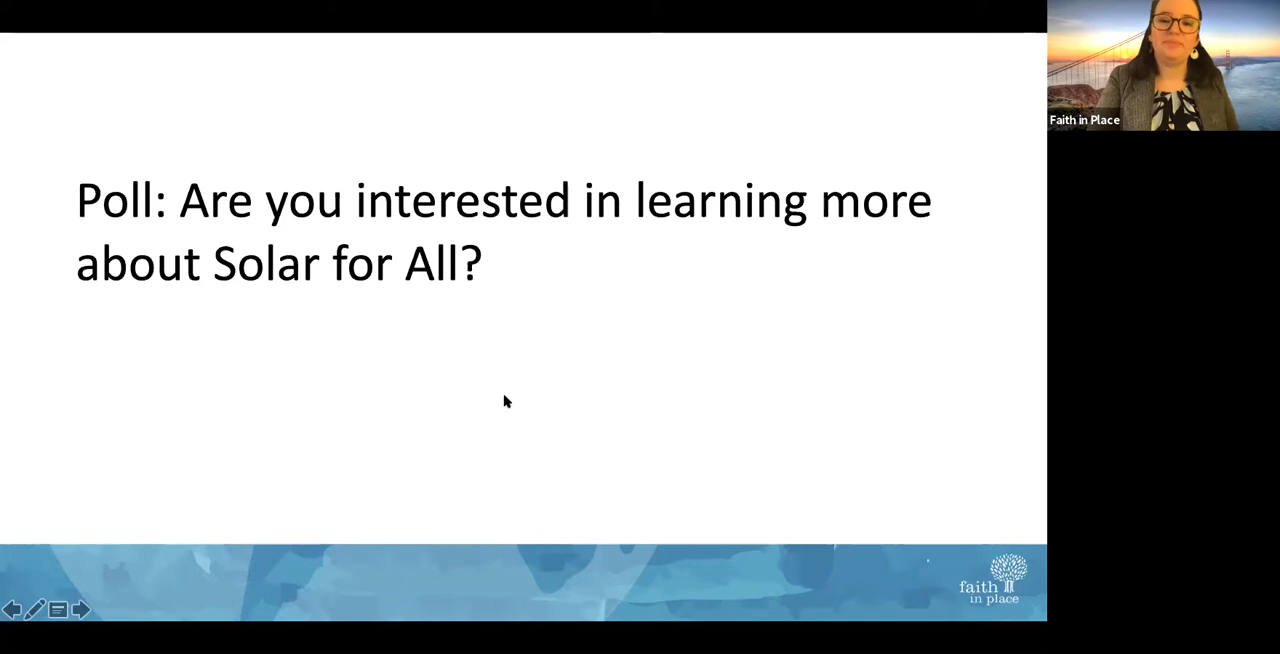 Poll: Are you interested in learning more
about Solar for All?
Faith in Place
faith
in place